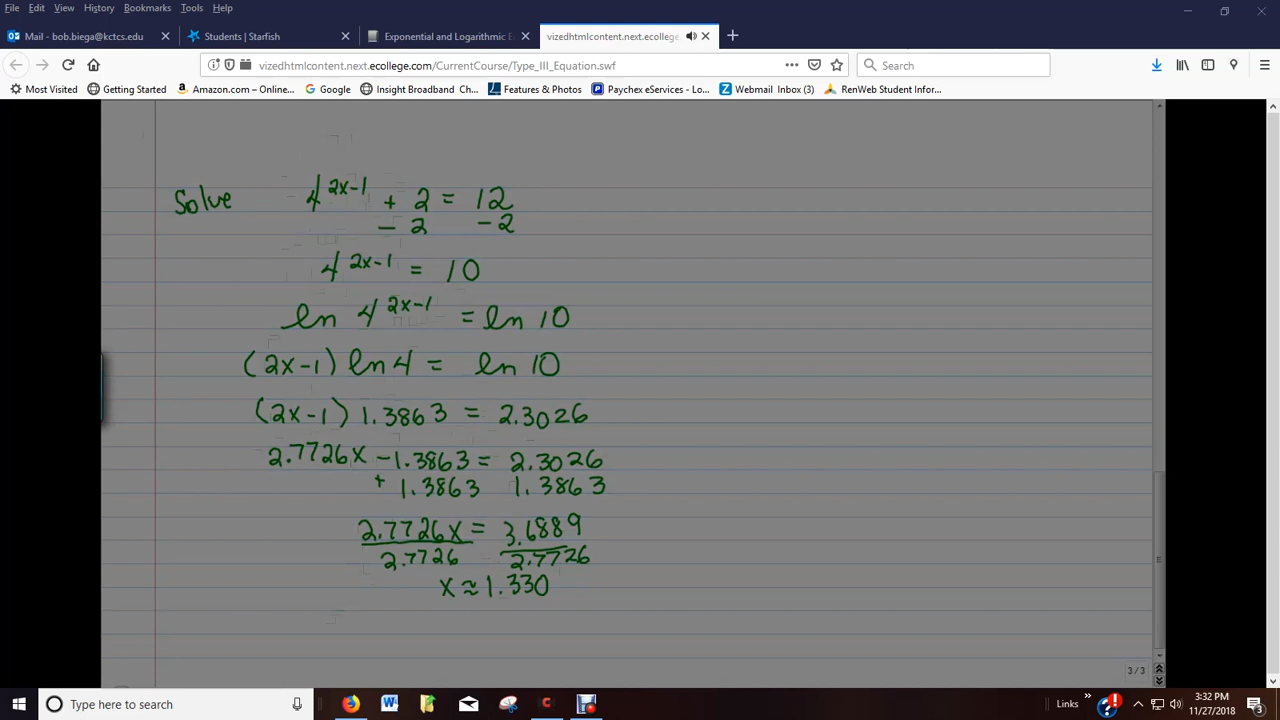 File Edit View History Bookmarks Tools Help
Mail - bob.biega@kctcs.edu Students | Starfish Exponential and Logarithmic E vizedhtmlcontent.next.ecollege.
vizedhtmlcontent.next.ecollege.com/CurrentCourse/Type_III_Equation.swf Search
Most Visited Getting Started Amazon.com – Online... Google Insight Broadband Ch... Features & Photos Paychex eServices - Lo... Webmail Inbox (3) RenWeb Student Infor...
Solve 4^{2x-1} + 2 = 12
- 2 - 2
4^{2x-1} = 10
ln 4^{2x-1} = ln 10
(2x-1) ln 4 = ln 10
(2x-1) 1.3863 = 2.3026
2.7726x - 1.3863 = 2.3026
+ 1.3863 1.3863
2.7726x = 3.6889
2.7726 2.7726
x ≈ 1.330
3/3
Type here to search Links » 3:32 PM
11/27/2018 3